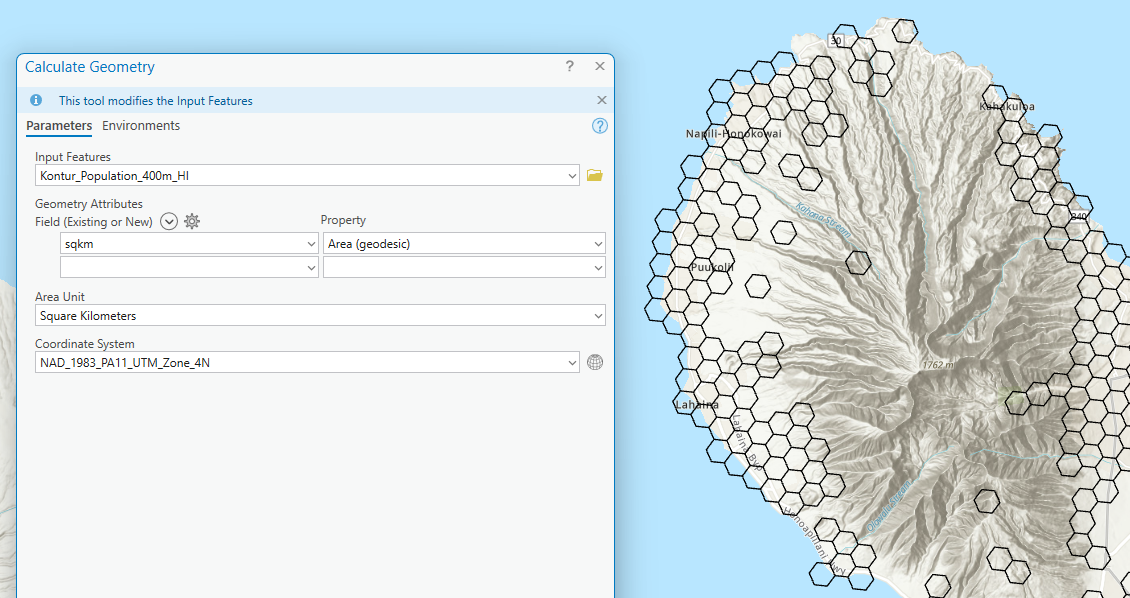 Calculate Geometry
?
This tool modifies the Input Features
Parameters Environments
?
Input Features
Kontur_Population_400m_HI
Geometry Attributes
Field (Existing or New)
Property
sqkm
Area (geodesic)
Area Unit
Square Kilometers
Coordinate System
NAD_1983_PA11_UTM_Zone_4N
30
Kahakuloa
Napili-Honokowai
Kahana Stream
340
Puukolii
1762 m
Lahaina
Lahaina Byp
Olowalu Stream
Honoapiilani Hwy